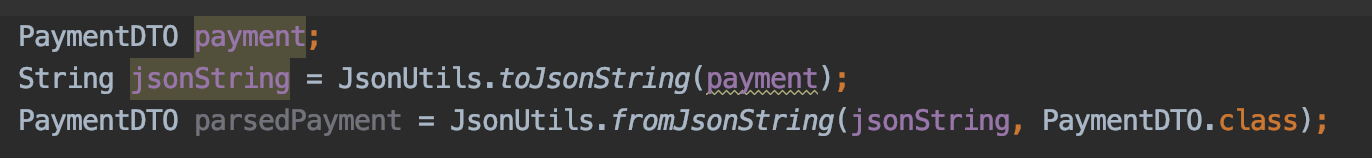 PaymentDTO payment;
String jsonString = JsonUtils.toJsonString(payment);
PaymentDTO parsedPayment = JsonUtils.fromJsonString(jsonString, PaymentDTO.class);